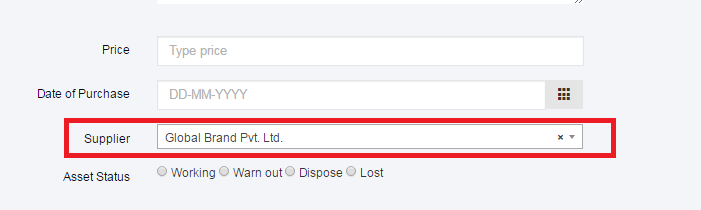 Price Type price
Date of Purchase DD-MM-YYYY
Supplier Global Brand Pvt. Ltd. ×
Asset Status Working Warn out Dispose Lost